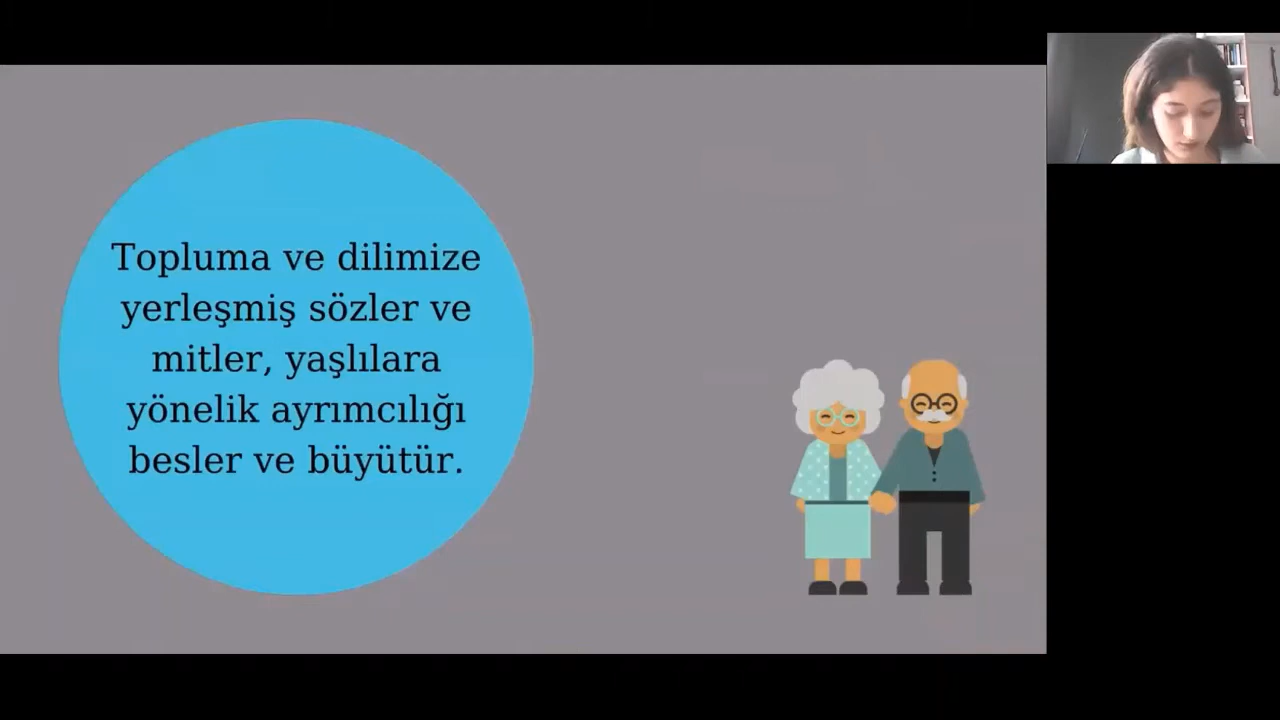 Topluma ve dilimize
yerleşmiş sözler ve
mitler, yaşlılara
yönelik ayrımcılığı
besler ve büyütür.